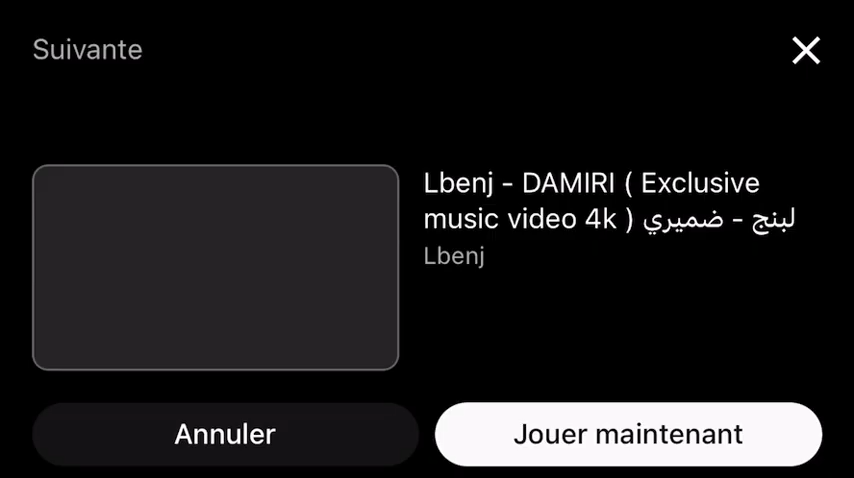 Suivante
Lbenj - DAMIRI ( Exclusive
music video 4k ) لبنج - ضميري
Lbenj
Annuler
Jouer maintenant